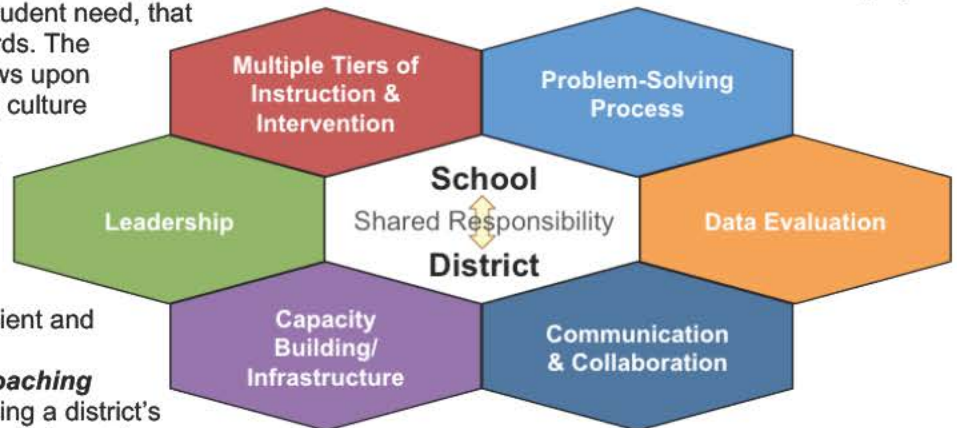 udent need, that
rds. The
ws upon
culture
ient and
oaching
ing a district's
Multiple Tiers of
Instruction &
Intervention
Problem-Solving
Process
Leadership
School
Shared Responsibility
District
Data Evaluation
Capacity
Building/
Infrastructure
Communication
& Collaboration